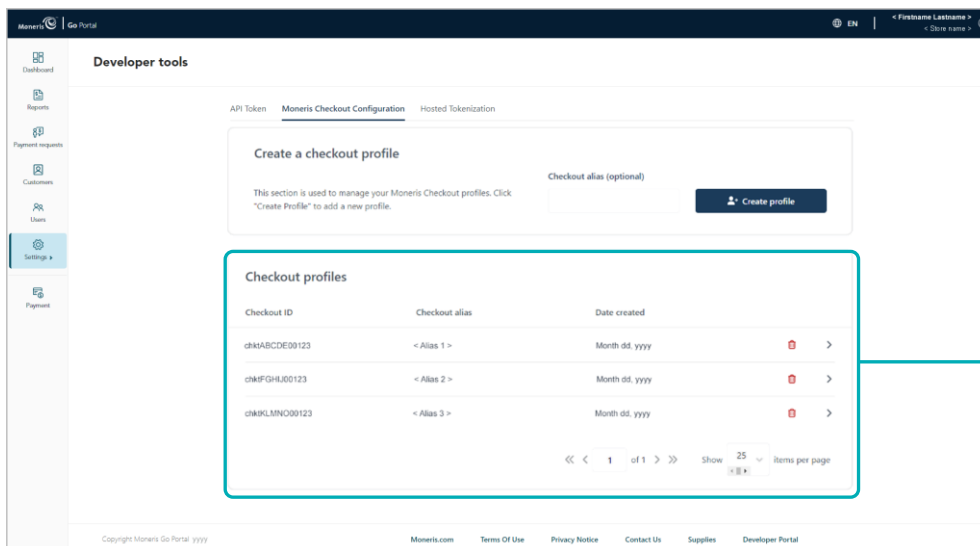 Moneris Go Portal
EN
< Firstname Lastname >
< Store name >
Dashboard
Reports
Payment requests
Customers
Users
Settings
Payment
Developer tools
API Token Moneris Checkout Configuration Hosted Tokenization
Create a checkout profile
This section is used to manage your Moneris Checkout profiles. Click
"Create Profile" to add a new profile.
Checkout alias (optional)
Create profile
Checkout profiles
Checkout ID Checkout alias Date created
chktABCDE00123 < Alias 1 > Month dd, yyyy
chktFGHIJ00123 < Alias 2 > Month dd, yyyy
chktKLMNO00123 < Alias 3 > Month dd, yyyy
1 of 1 Show 25 items per page
Copyright Moneris Go Portal yyyy Moneris.com Terms Of Use Privacy Notice Contact Us Supplies Developer Portal